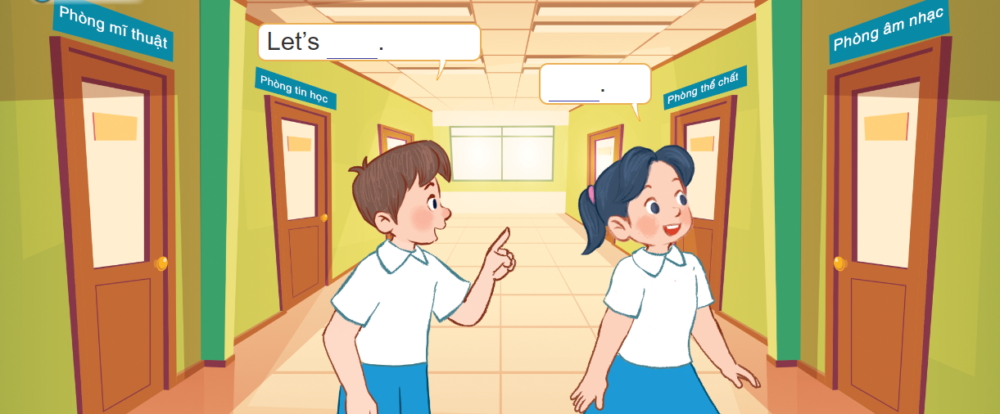 Phòng mĩ thuật
Phòng âm nhạc
Let's ____.
Phòng tin học
____.
Phòng thể chất